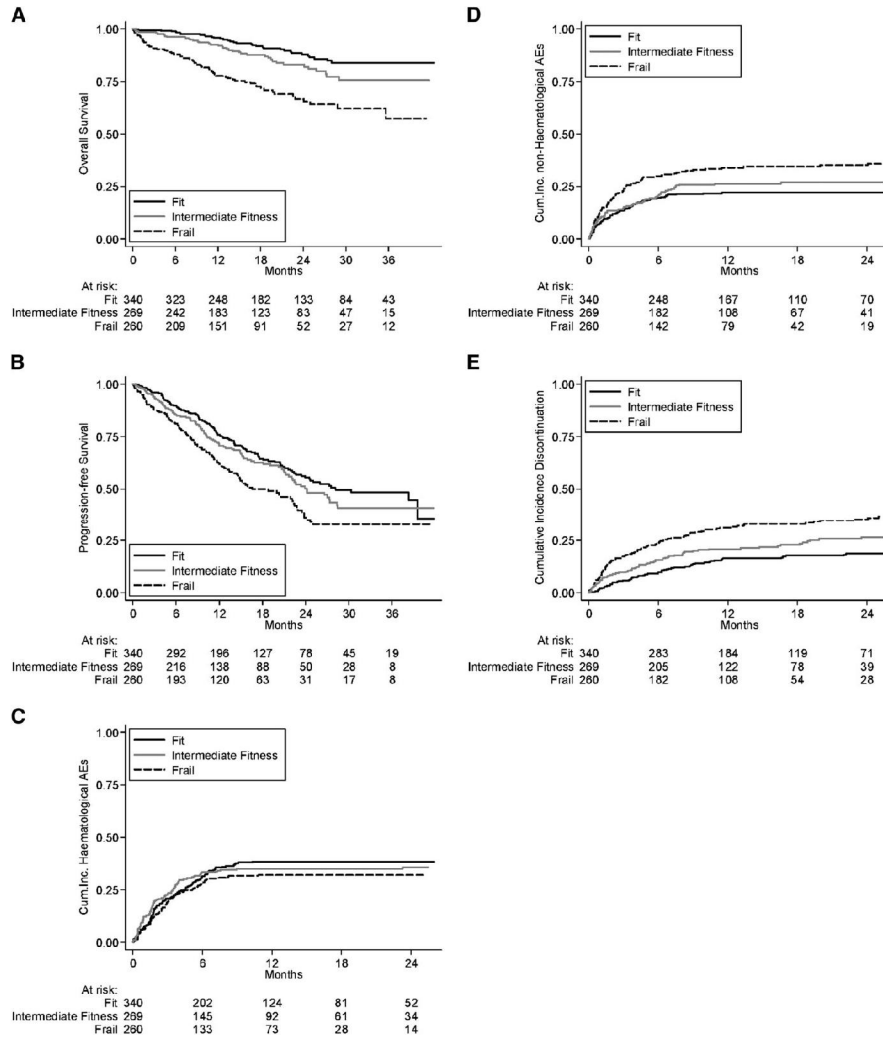 A
1.00
0.75
0.50
0.25
0.00
Overall Survival
Fit
Intermediate Fitness
Frail
0 6 12 18 24 30 36
Months
At risk:
Fit 340 323 248 182 133 84 43
Intermediate Fitness 269 242 183 123 83 47 15
Frail 260 209 151 91 52 27 12
B
1.00
0.75
0.50
0.25
0.00
Progression-free Survival
Fit
Intermediate Fitness
Frail
0 6 12 18 24 30 36
Months
At risk:
Fit 340 292 196 127 78 45 19
Intermediate Fitness 269 216 138 88 50 28 8
Frail 260 193 120 63 31 17 8
C
1.00
0.75
0.50
0.25
0.00
Cum.Inc. Haematological AEs
Fit
Intermediate Fitness
Frail
0 6 12 18 24
Months
At risk:
Fit 340 202 124 81 52
Intermediate Fitness 269 145 92 61 34
Frail 260 133 73 28 14
D
1.00
0.75
0.50
0.25
0.00
Cum.Inc. non-Haematological AEs
Fit
Intermediate Fitness
Frail
0 6 12 18 24
Months
At risk:
Fit 340 248 167 110 70
Intermediate Fitness 269 182 108 67 41
Frail 260 142 79 42 19
E
1.00
0.75
0.50
0.25
0.00
Cumulative Incidence Discontinuation
Fit
Intermediate Fitness
Frail
0 6 12 18 24
Months
At risk:
Fit 340 283 184 119 71
Intermediate Fitness 269 205 122 78 39
Frail 260 182 108 54 28